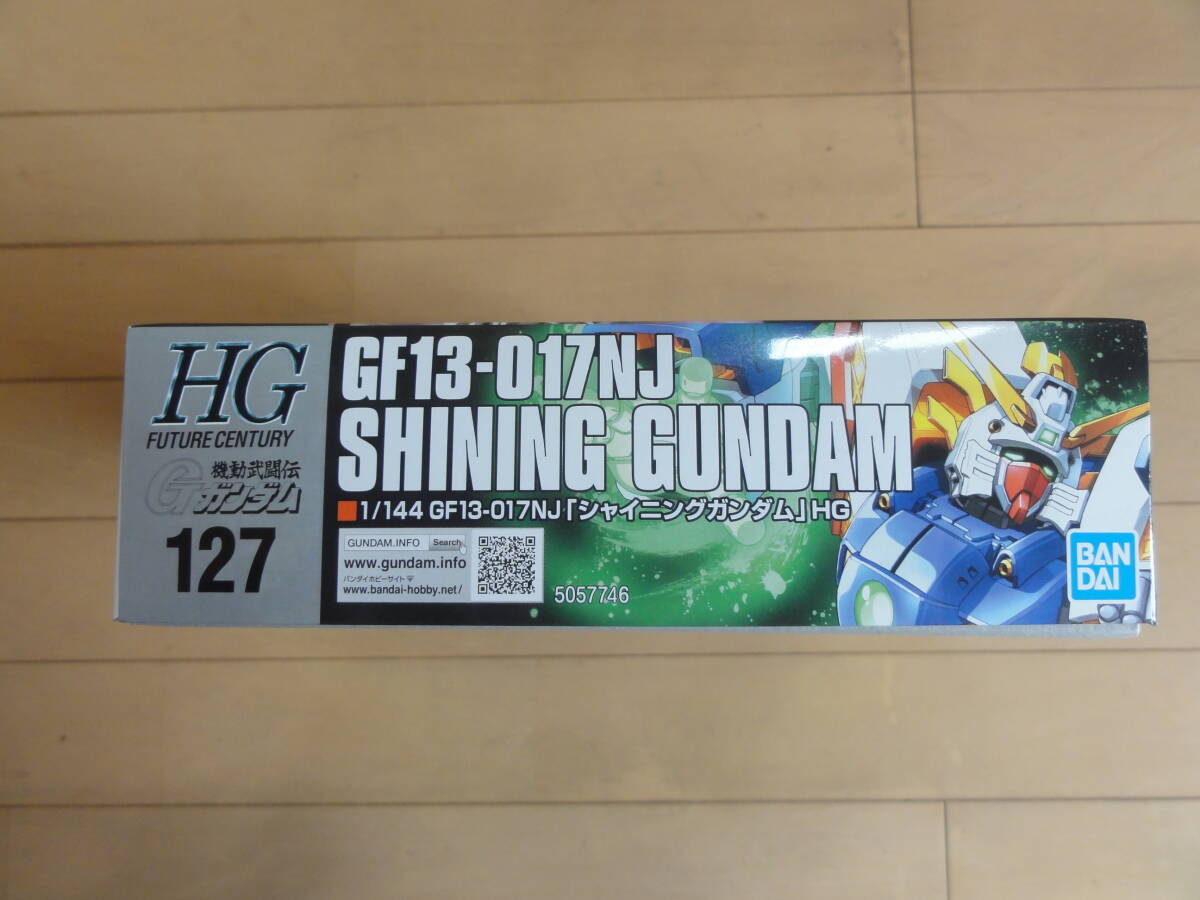 HG
FUTURE CENTURY
機動武闘伝
Gガンダム
127
GF13-017NJ
SHINING GUNDAM
1/144 GF13-017NJ「シャイニングガンダム」HG
GUNDAM.INFO Search
www.gundam.info
バンダイホビーサイト
www.bandai-hobby.net/
5057746
BAN
DAI